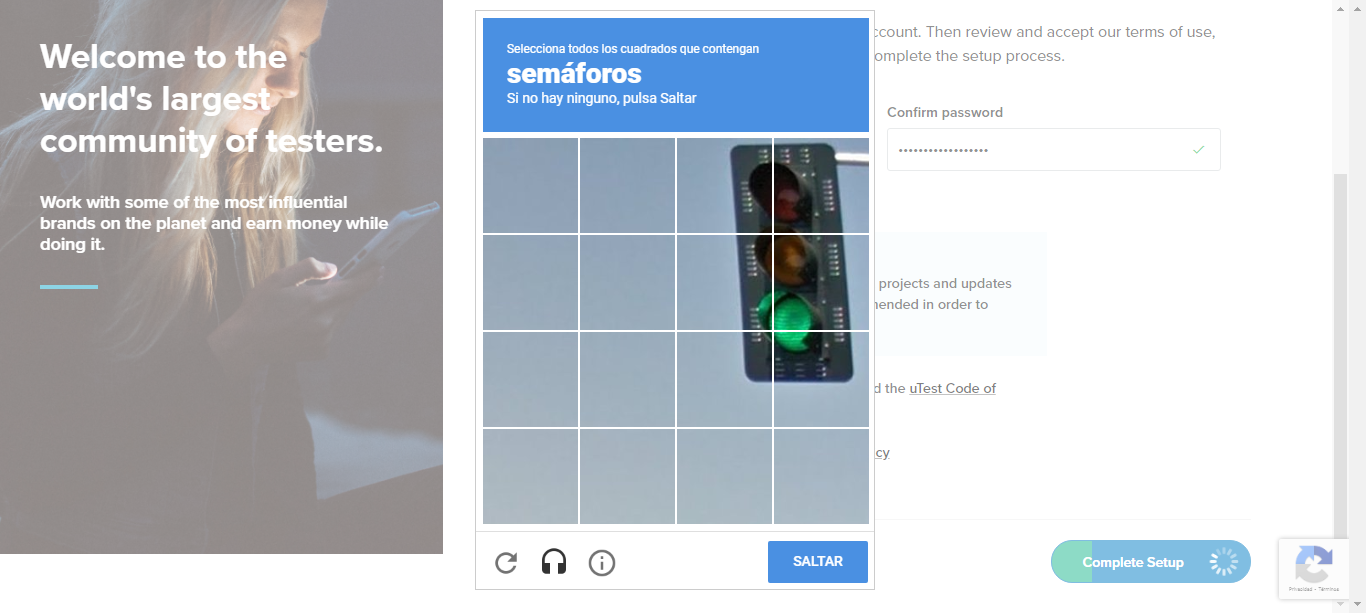 Welcome to the
world's largest
community of testers.
Work with some of the most influential
brands on the planet and earn money while
doing it.
Selecciona todos los cuadrados que contengan
semáforos
Si no hay ninguno, pulsa Saltar
SALTAR
ccount. Then review and accept our terms of use,
omplete the setup process.
Confirm password
projects and updates
nended in order to
d the uTest Code of
cy
Complete Setup
Privacidad - Términos